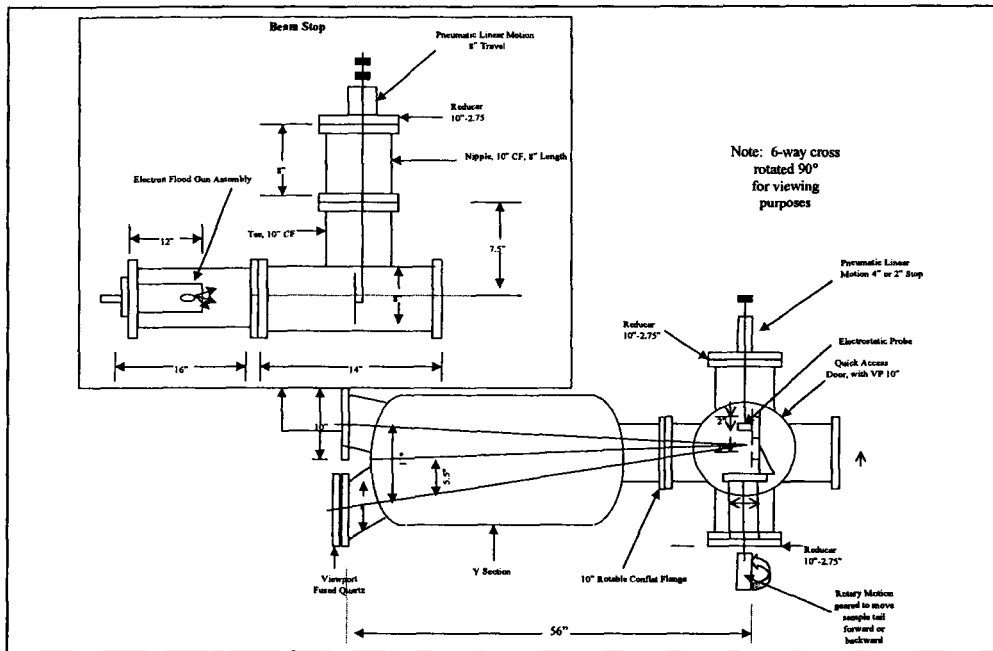 Beam Stop
Pneumatic Linear Motion
8" Travel
Reducer
10"-2.75
8"
Nipple, 10" CF, 8" Length
Electron Flood Gun Assembly
Tee, 10" CF
12"
7.5"
16"
14"
Note: 6-way cross
rotated 90°
for viewing
purposes
Pneumatic Linear
Motion 4" or 2" Stop
Reducer
10"-2.75"
Electrostatic Probe
Quick Access
Door, with VP 10"
2"
10"
5.5"
Viewport
Fused Quartz
Y Section
10" Rotable Conflat Flange
Reducer
10"-2.75"
Rotary Motion
geared to move
sample tail
forward or
backward
56"